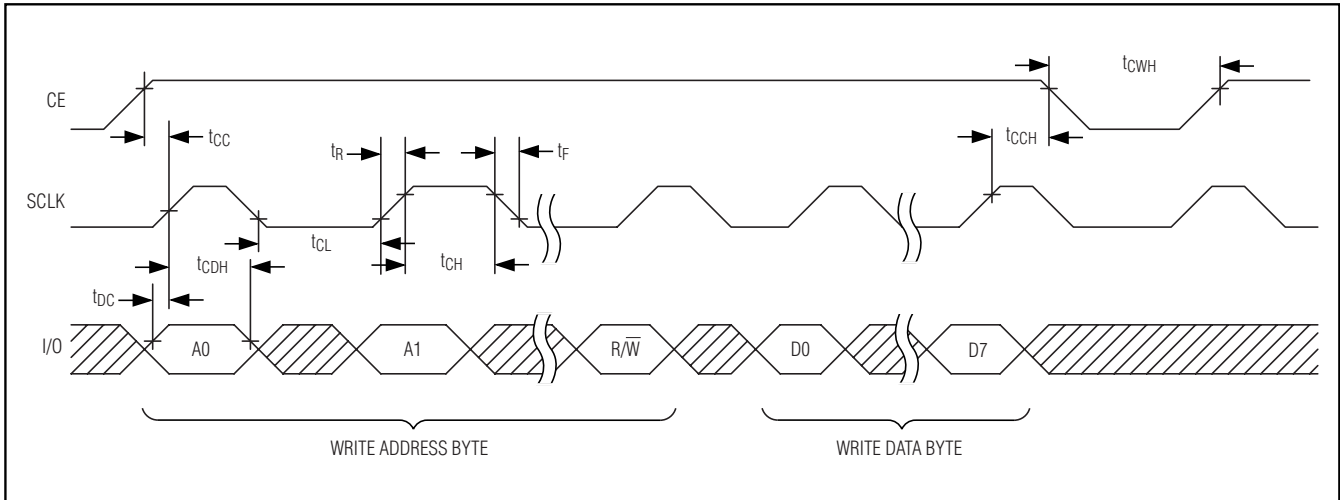 CE
tCWH
tCC
tR
tF
tCCH
SCLK
tCL
tCDH
tCH
tDC
I/O
A0
A1
R/W̅
D0
D7
WRITE ADDRESS BYTE
WRITE DATA BYTE